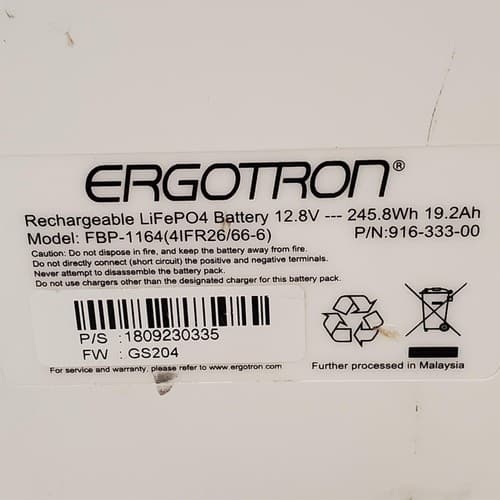 ERGOTRON®
Rechargeable LiFePO4 Battery 12.8V --- 245.8Wh 19.2Ah
Model: FBP-1164(4IFR26/66-6) P/N:916-333-00
Caution: Do not dispose in fire, and keep the battery away from fire.
Do not directly connect (short circuit) the positive and negative terminals.
Never attempt to disassemble the battery pack.
Do not use chargers other than the designated charger for this battery pack.
P/S :1809230335
FW : GS204
For service and warranty, please refer to www.ergotron.com
Further processed in Malaysia